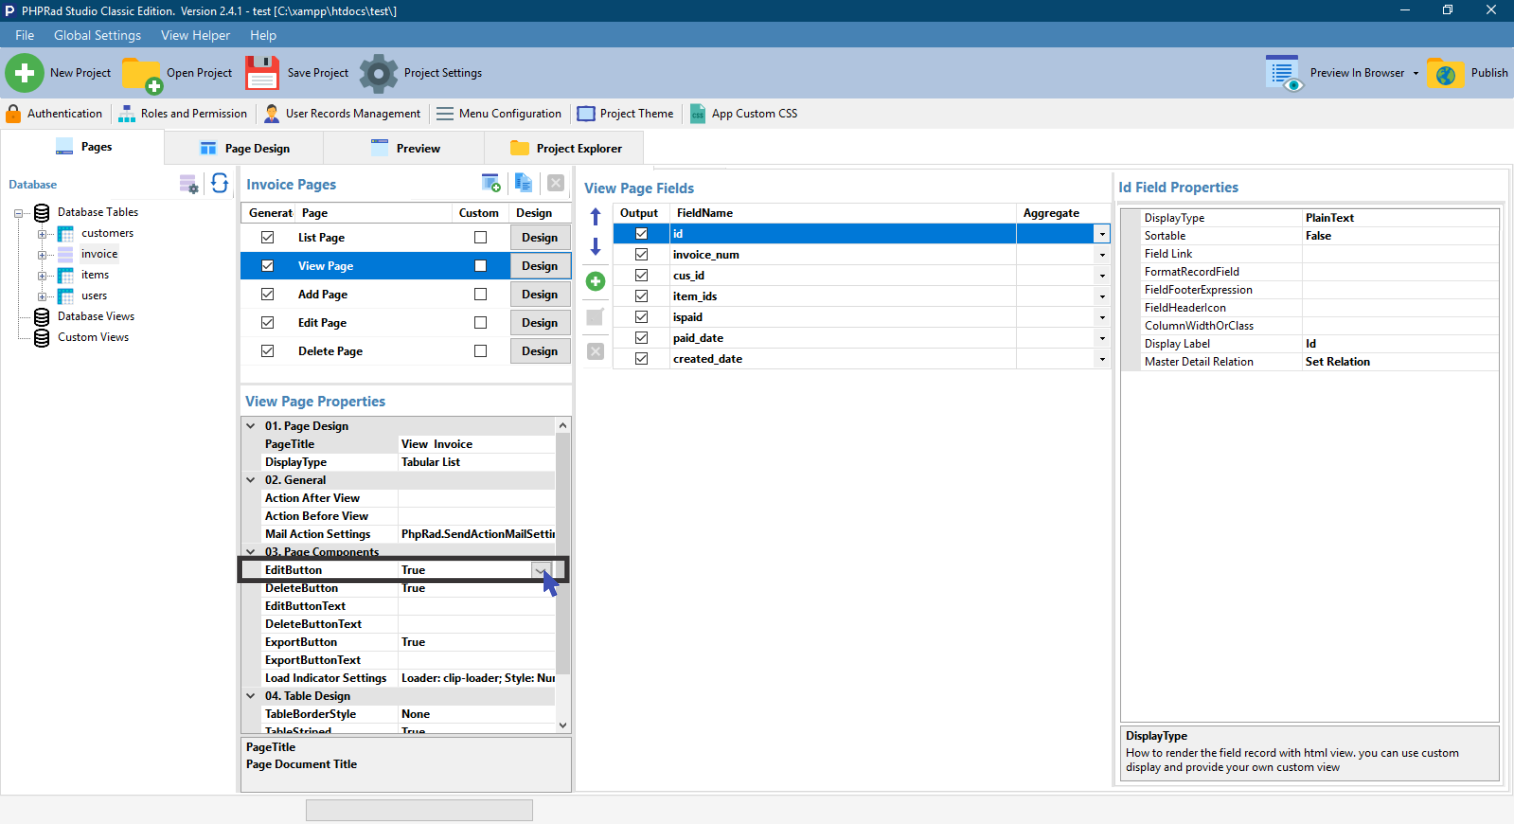 PHPRad Studio Classic Edition.  Version 2.4.1 - test [C:\xampp\htdocs\test\]
File Global Settings View Helper Help
New Project Open Project Save Project Project Settings Preview In Browser Publish
Authentication Roles and Permission User Records Management Menu Configuration Project Theme App Custom CSS
Pages Page Design Preview Project Explorer
Database
Database Tables
customers
invoice
items
users
Database Views
Custom Views
Invoice Pages
Generat Page Custom Design
List Page Design
View Page Design
Add Page Design
Edit Page Design
Delete Page Design
View Page Properties
01. Page Design
PageTitle View  Invoice
DisplayType Tabular List
02. General
Action After View
Action Before View
Mail Action Settings PhpRad.SendActionMailSettin
03. Page Components
EditButton True
DeleteButton True
EditButtonText
DeleteButtonText
ExportButton True
ExportButtonText
Load Indicator Settings Loader: clip-loader; Style: Nur
04. Table Design
TableBorderStyle None
TableStriped True
PageTitle
Page Document Title
View Page Fields
Output FieldName Aggregate
id
invoice_num
cus_id
item_ids
ispaid
paid_date
created_date
Id Field Properties
DisplayType PlainText
Sortable False
Field Link
FormatRecordField
FieldFooterExpression
FieldHeaderIcon
ColumnWidthOrClass
Display Label Id
Master Detail Relation Set Relation
DisplayType
How to render the field record with html view. you can use custom
display and provide your own custom view